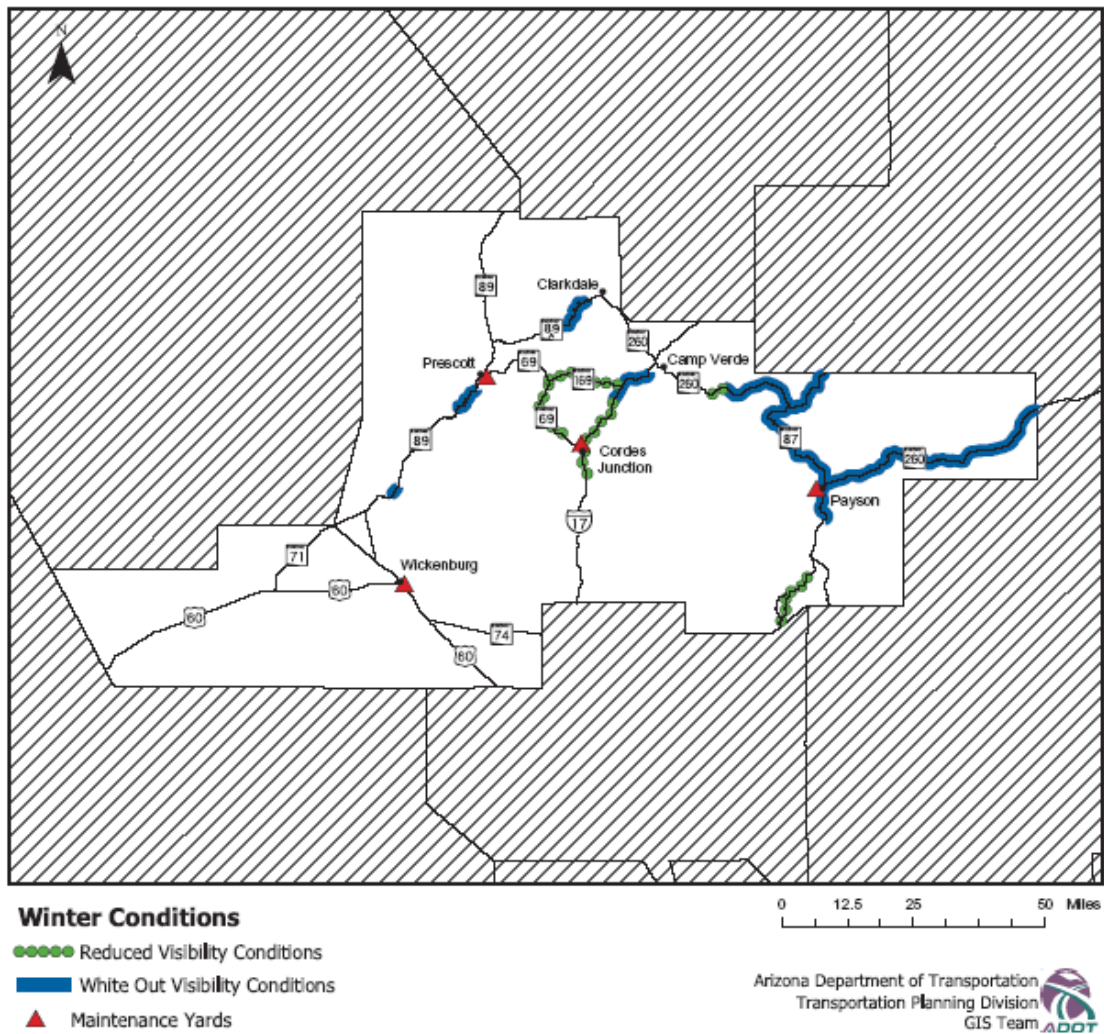 N
Clarkdale
89
89
A
260
Camp Verde
Prescott
69
169
260
69
89
87
Cordes
Junction
260
Payson
17
71
Wickenburg
60
60
74
60
Winter Conditions
Reduced Visibility Conditions
White Out Visibility Conditions
Maintenance Yards
0 12.5 25 50 Miles
Arizona Department of Transportation
Transportation Planning Division
GIS Team
ADOT